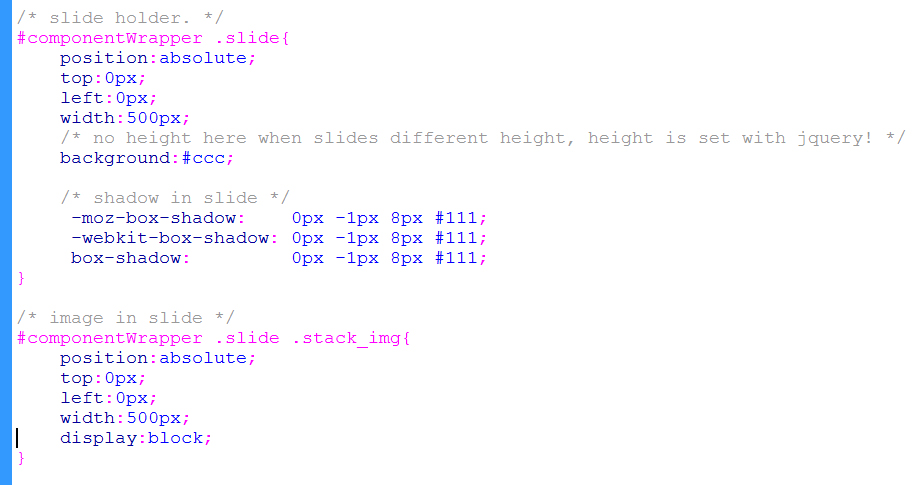 /* slide holder. */
#componentWrapper .slide{
    position:absolute;
    top:0px;
    left:0px;
    width:500px;
    /* no height here when slides different height, height is set with jquery! */
    background:#ccc;

    /* shadow in slide */
     -moz-box-shadow:    0px -1px 8px #111;
     -webkit-box-shadow: 0px -1px 8px #111;
     box-shadow:         0px -1px 8px #111;
}

/* image in slide */
#componentWrapper .slide .stack_img{
    position:absolute;
    top:0px;
    left:0px;
    width:500px;
    display:block;
}